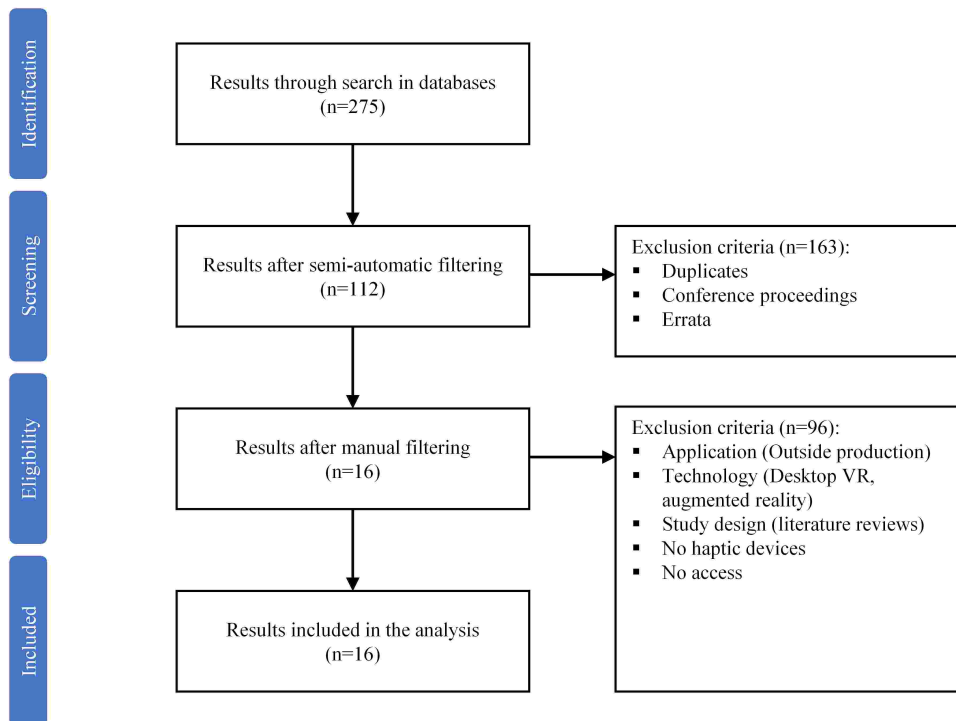 Identification
Results through search in databases
(n=275)
Screening
Results after semi-automatic filtering
(n=112)
Exclusion criteria (n=163):
▪ Duplicates
▪ Conference proceedings
▪ Errata
Eligibility
Results after manual filtering
(n=16)
Exclusion criteria (n=96):
▪ Application (Outside production)
▪ Technology (Desktop VR,
augmented reality)
▪ Study design (literature reviews)
▪ No haptic devices
▪ No access
Included
Results included in the analysis
(n=16)